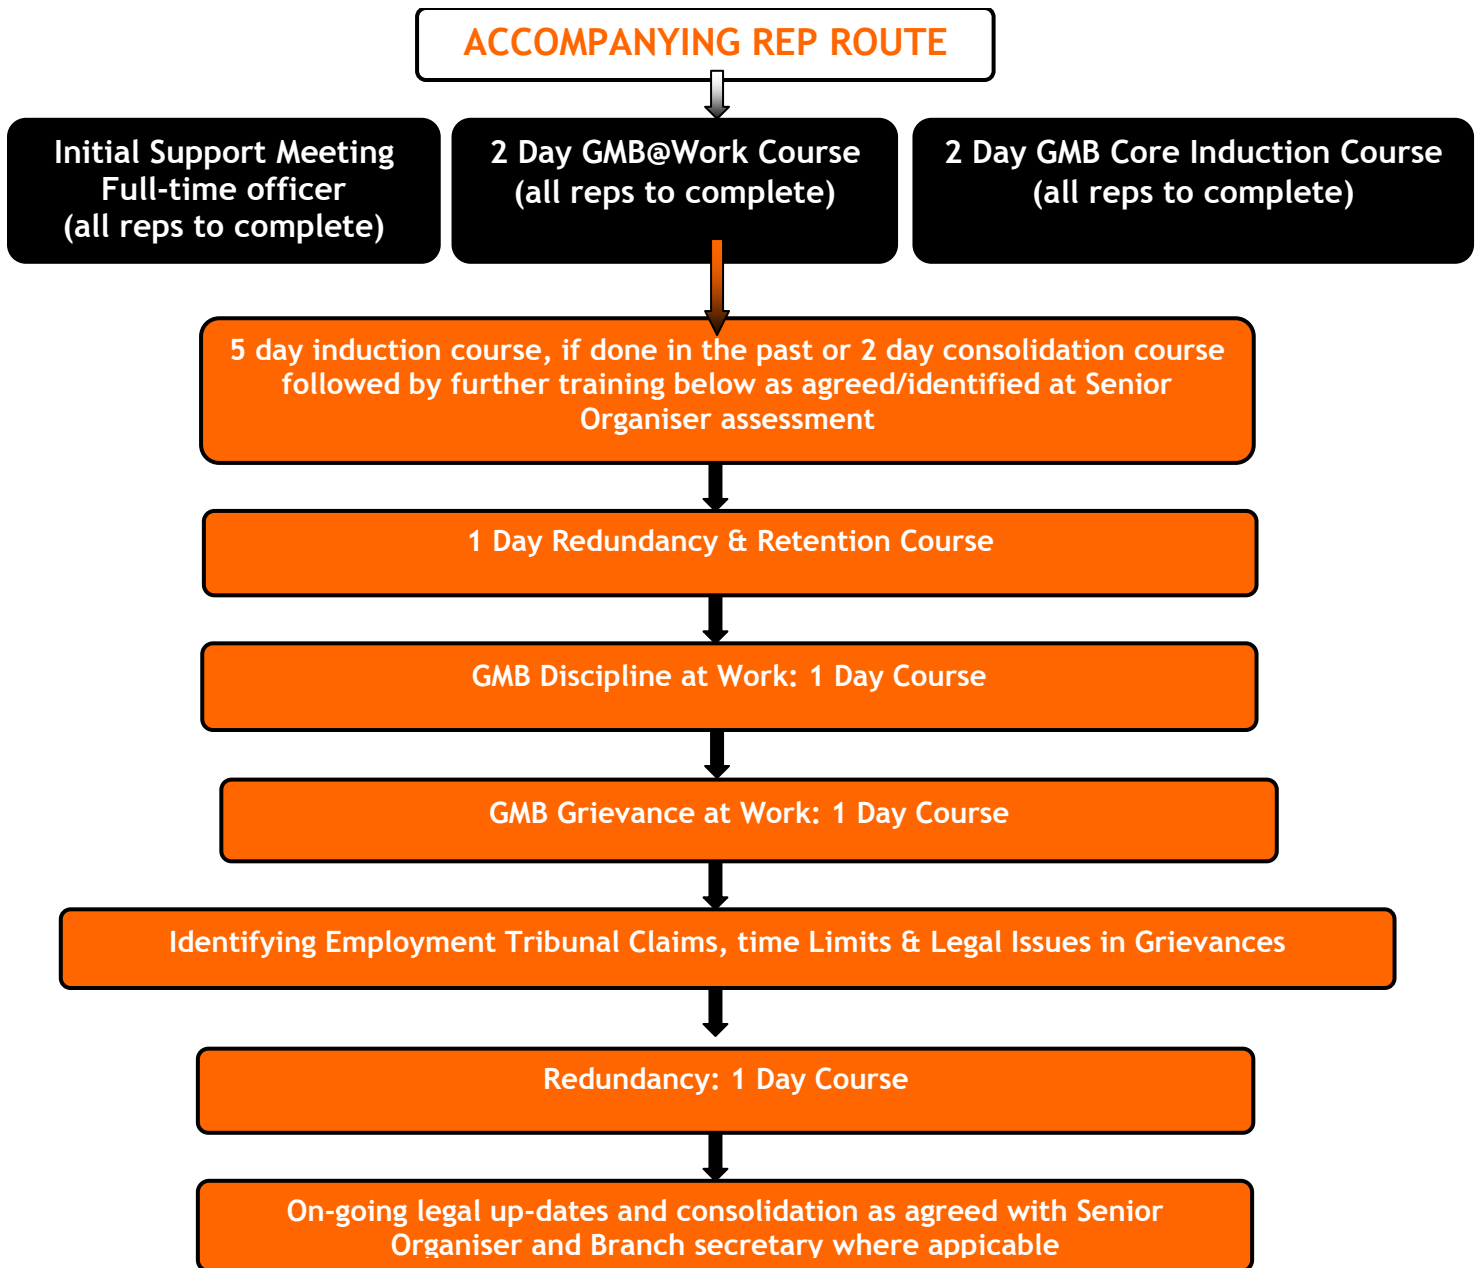 ACCOMPANYING REP ROUTE
Initial Support Meeting
Full-time officer
(all reps to complete)
2 Day GMB@Work Course
(all reps to complete)
2 Day GMB Core Induction Course
(all reps to complete)
5 day induction course, if done in the past or 2 day consolidation course
followed by further training below as agreed/identified at Senior
Organiser assessment
1 Day Redundancy & Retention Course
GMB Discipline at Work: 1 Day Course
GMB Grievance at Work: 1 Day Course
Identifying Employment Tribunal Claims, time Limits & Legal Issues in Grievances
Redundancy: 1 Day Course
On-going legal up-dates and consolidation as agreed with Senior
Organiser and Branch secretary where appicable